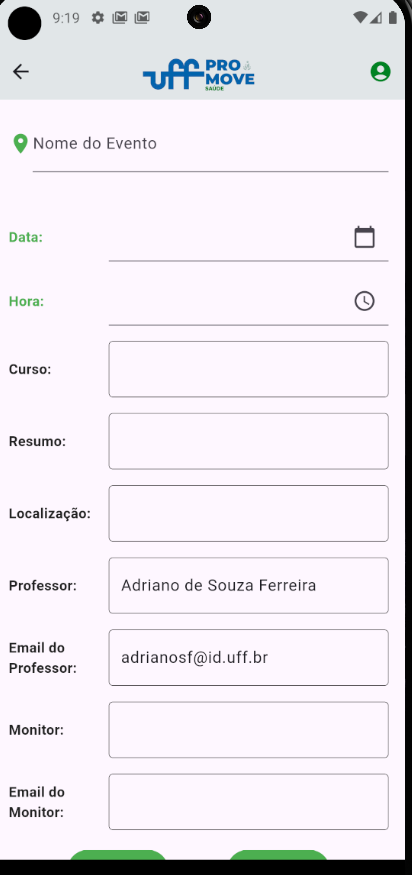 9:19
uff PRO
MOVE
SAÚDE
Nome do Evento
Data:
Hora:
Curso:
Resumo:
Localização:
Professor: Adriano de Souza Ferreira
Email do
Professor: adrianosf@id.uff.br
Monitor:
Email do
Monitor: